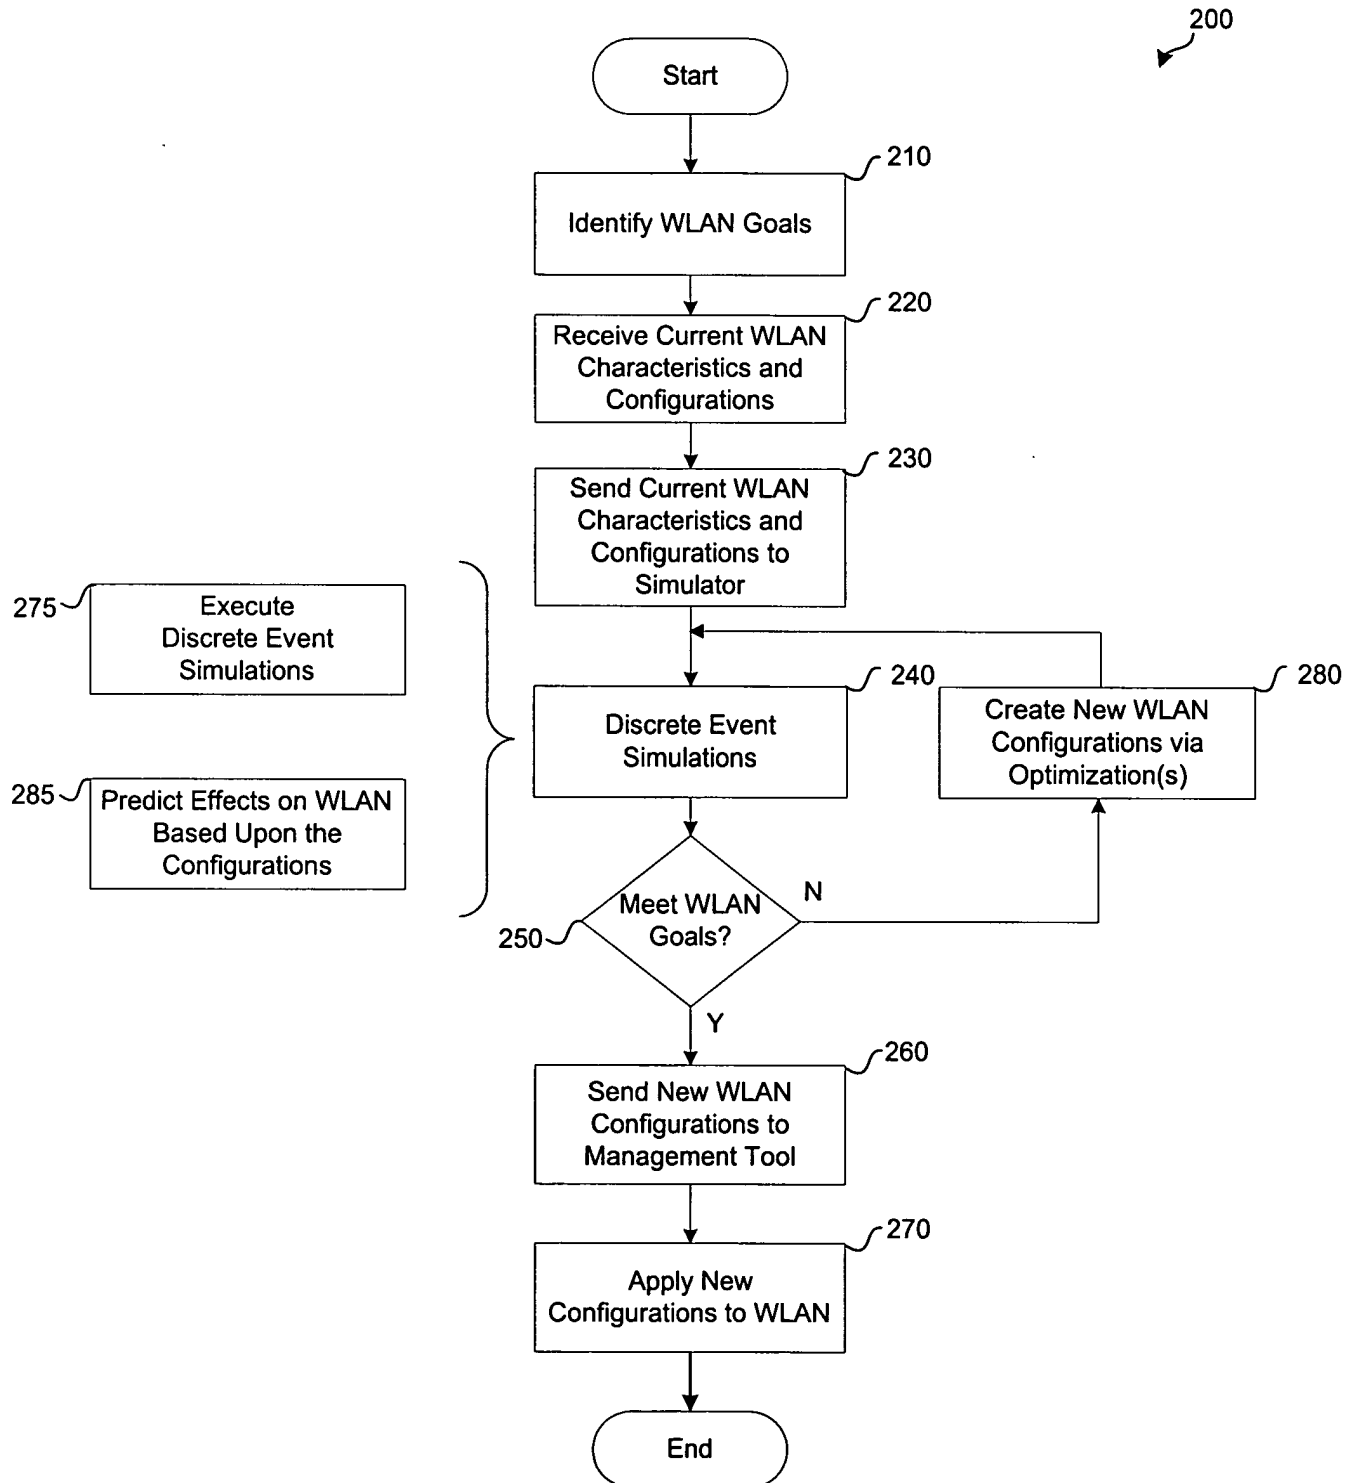 200
Start
210
Identify WLAN Goals
220
Receive Current WLAN
Characteristics and
Configurations
230
Send Current WLAN
Characteristics and
Configurations to
Simulator
275
Execute
Discrete Event
Simulations
240
Discrete Event
Simulations
280
Create New WLAN
Configurations via
Optimization(s)
285
Predict Effects on WLAN
Based Upon the
Configurations
250
Meet WLAN
Goals?
N
Y
260
Send New WLAN
Configurations to
Management Tool
270
Apply New
Configurations to WLAN
End